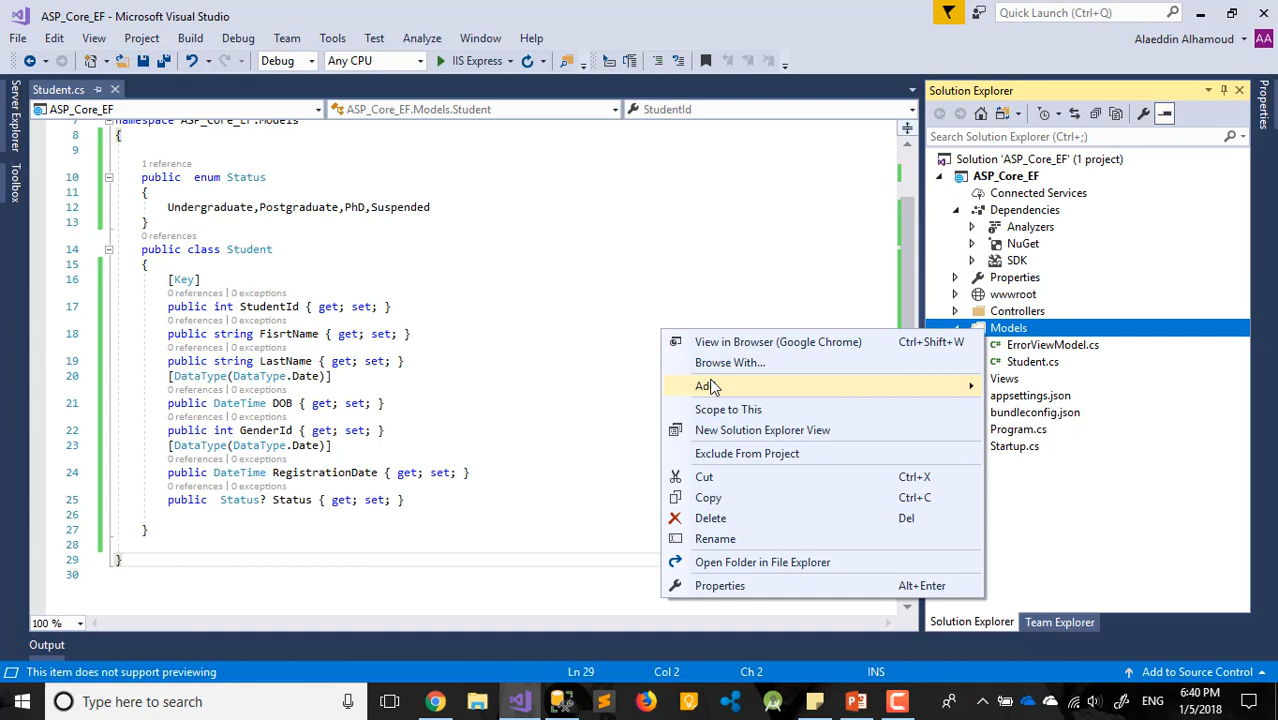 ASP_Core_EF - Microsoft Visual Studio
Quick Launch (Ctrl+Q)
File Edit View Project Build Debug Team Tools Test Analyze Window Help
Alaeddin Alhamoud AA
Debug Any CPU IIS Express
Server Explorer
Toolbox
Student.cs
ASP_Core_EF
ASP_Core_EF.Models.Student
StudentId
namespace ASP_Core_EF.Models
8 {
9
1 reference
10 public enum Status
11 {
12 Undergraduate,Postgraduate,PhD,Suspended
13 }
0 references
14 public class Student
15 {
16 [Key]
0 references | 0 exceptions
17 public int StudentId { get; set; }
0 references | 0 exceptions
18 public string FisrtName { get; set; }
0 references | 0 exceptions
19 public string LastName { get; set; }
20 [DataType(DataType.Date)]
0 references | 0 exceptions
21 public DateTime DOB { get; set; }
0 references | 0 exceptions
22 public int GenderId { get; set; }
23 [DataType(DataType.Date)]
0 references | 0 exceptions
24 public DateTime RegistrationDate { get; set; }
0 references | 0 exceptions
25 public Status? Status { get; set; }
26
27 }
28
29 }
30
100 %
View in Browser (Google Chrome) Ctrl+Shift+W
Browse With...
Ad
Scope to This
New Solution Explorer View
Exclude From Project
Cut Ctrl+X
Copy Ctrl+C
Delete Del
Rename
Open Folder in File Explorer
Properties Alt+Enter
Solution Explorer
Search Solution Explorer (Ctrl+;)
Solution 'ASP_Core_EF' (1 project)
ASP_Core_EF
Connected Services
Dependencies
Analyzers
NuGet
SDK
Properties
wwwroot
Controllers
Models
ErrorViewModel.cs
Student.cs
Views
appsettings.json
bundleconfig.json
Program.cs
Startup.cs
Solution Explorer Team Explorer
Properties
Output
This item does not support previewing Ln 29 Col 2 Ch 2 INS Add to Source Control
Type here to search
ENG
6:40 PM
1/5/2018